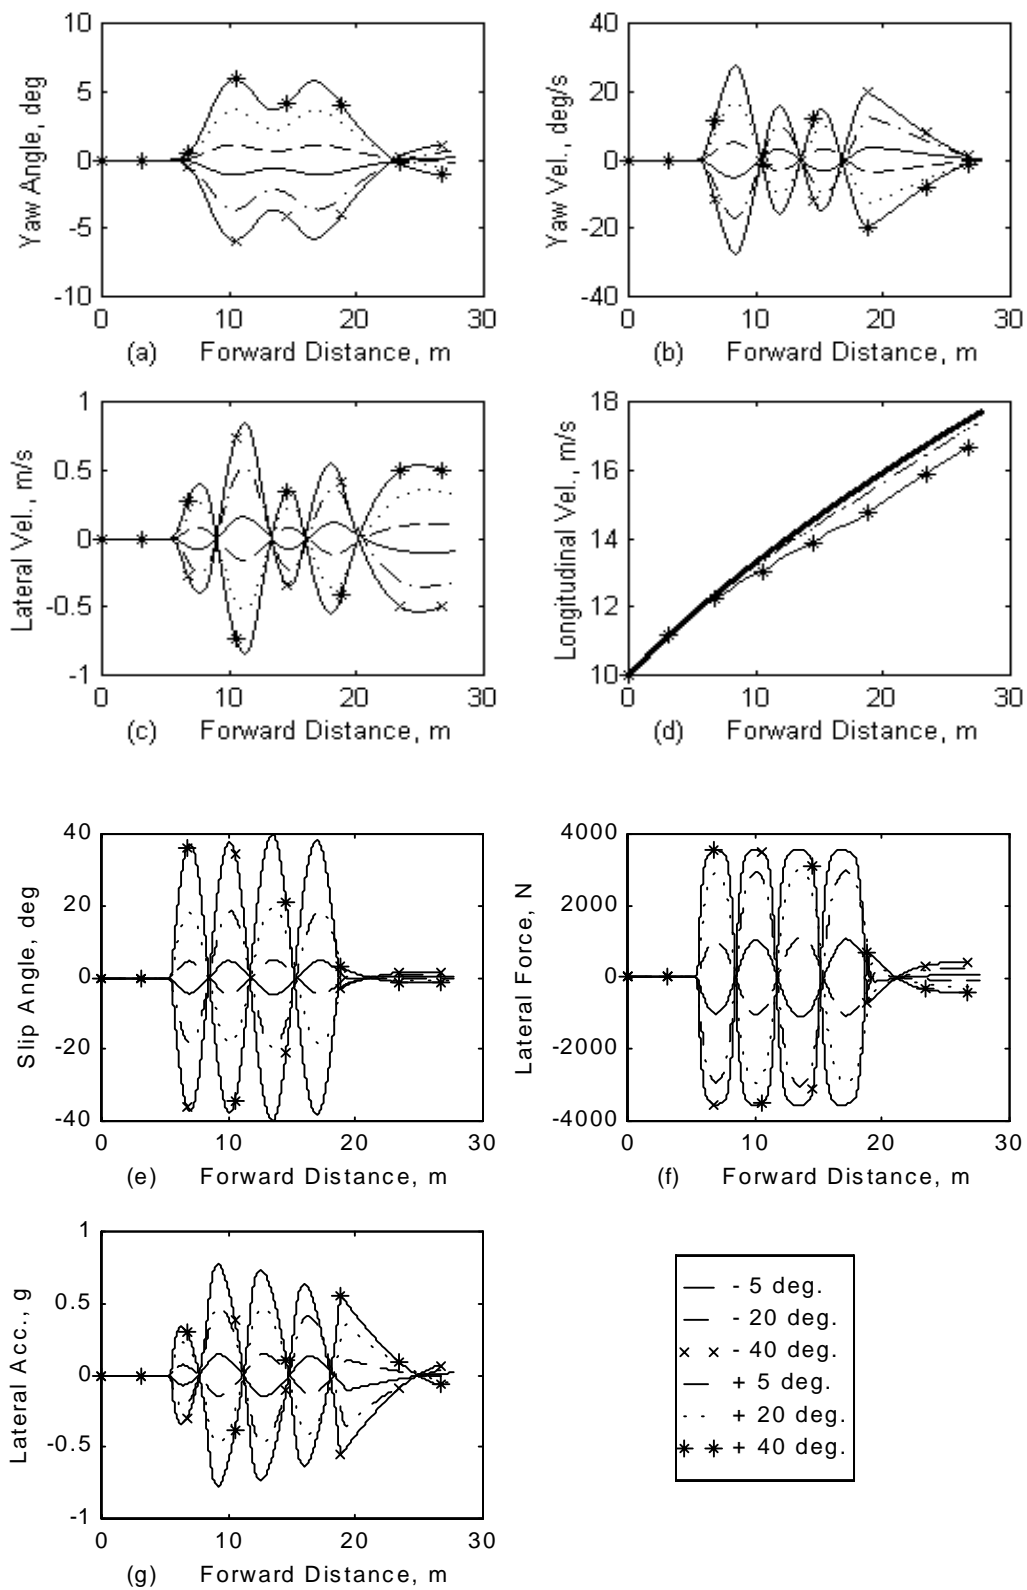 10
5
0
-5
-10
Yaw Angle, deg
0 10 20 30
(a) Forward Distance, m
40
20
0
-20
-40
Yaw Vel., deg/s
0 10 20 30
(b) Forward Distance, m
1
0.5
0
-0.5
-1
Lateral Vel., m/s
0 10 20 30
(c) Forward Distance, m
18
16
14
12
10
Longitudinal Vel., m/s
0 10 20 30
(d) Forward Distance, m
40
20
0
-20
-40
Slip Angle, deg
0 10 20 30
(e) Forward Distance, m
4000
2000
0
-2000
-4000
Lateral Force, N
0 10 20 30
(f) Forward Distance, m
1
0.5
0
-0.5
-1
Lateral Acc., g
0 10 20 30
(g) Forward Distance, m
- 5 deg.
- 20 deg.
- 40 deg.
+ 5 deg.
+ 20 deg.
+ 40 deg.